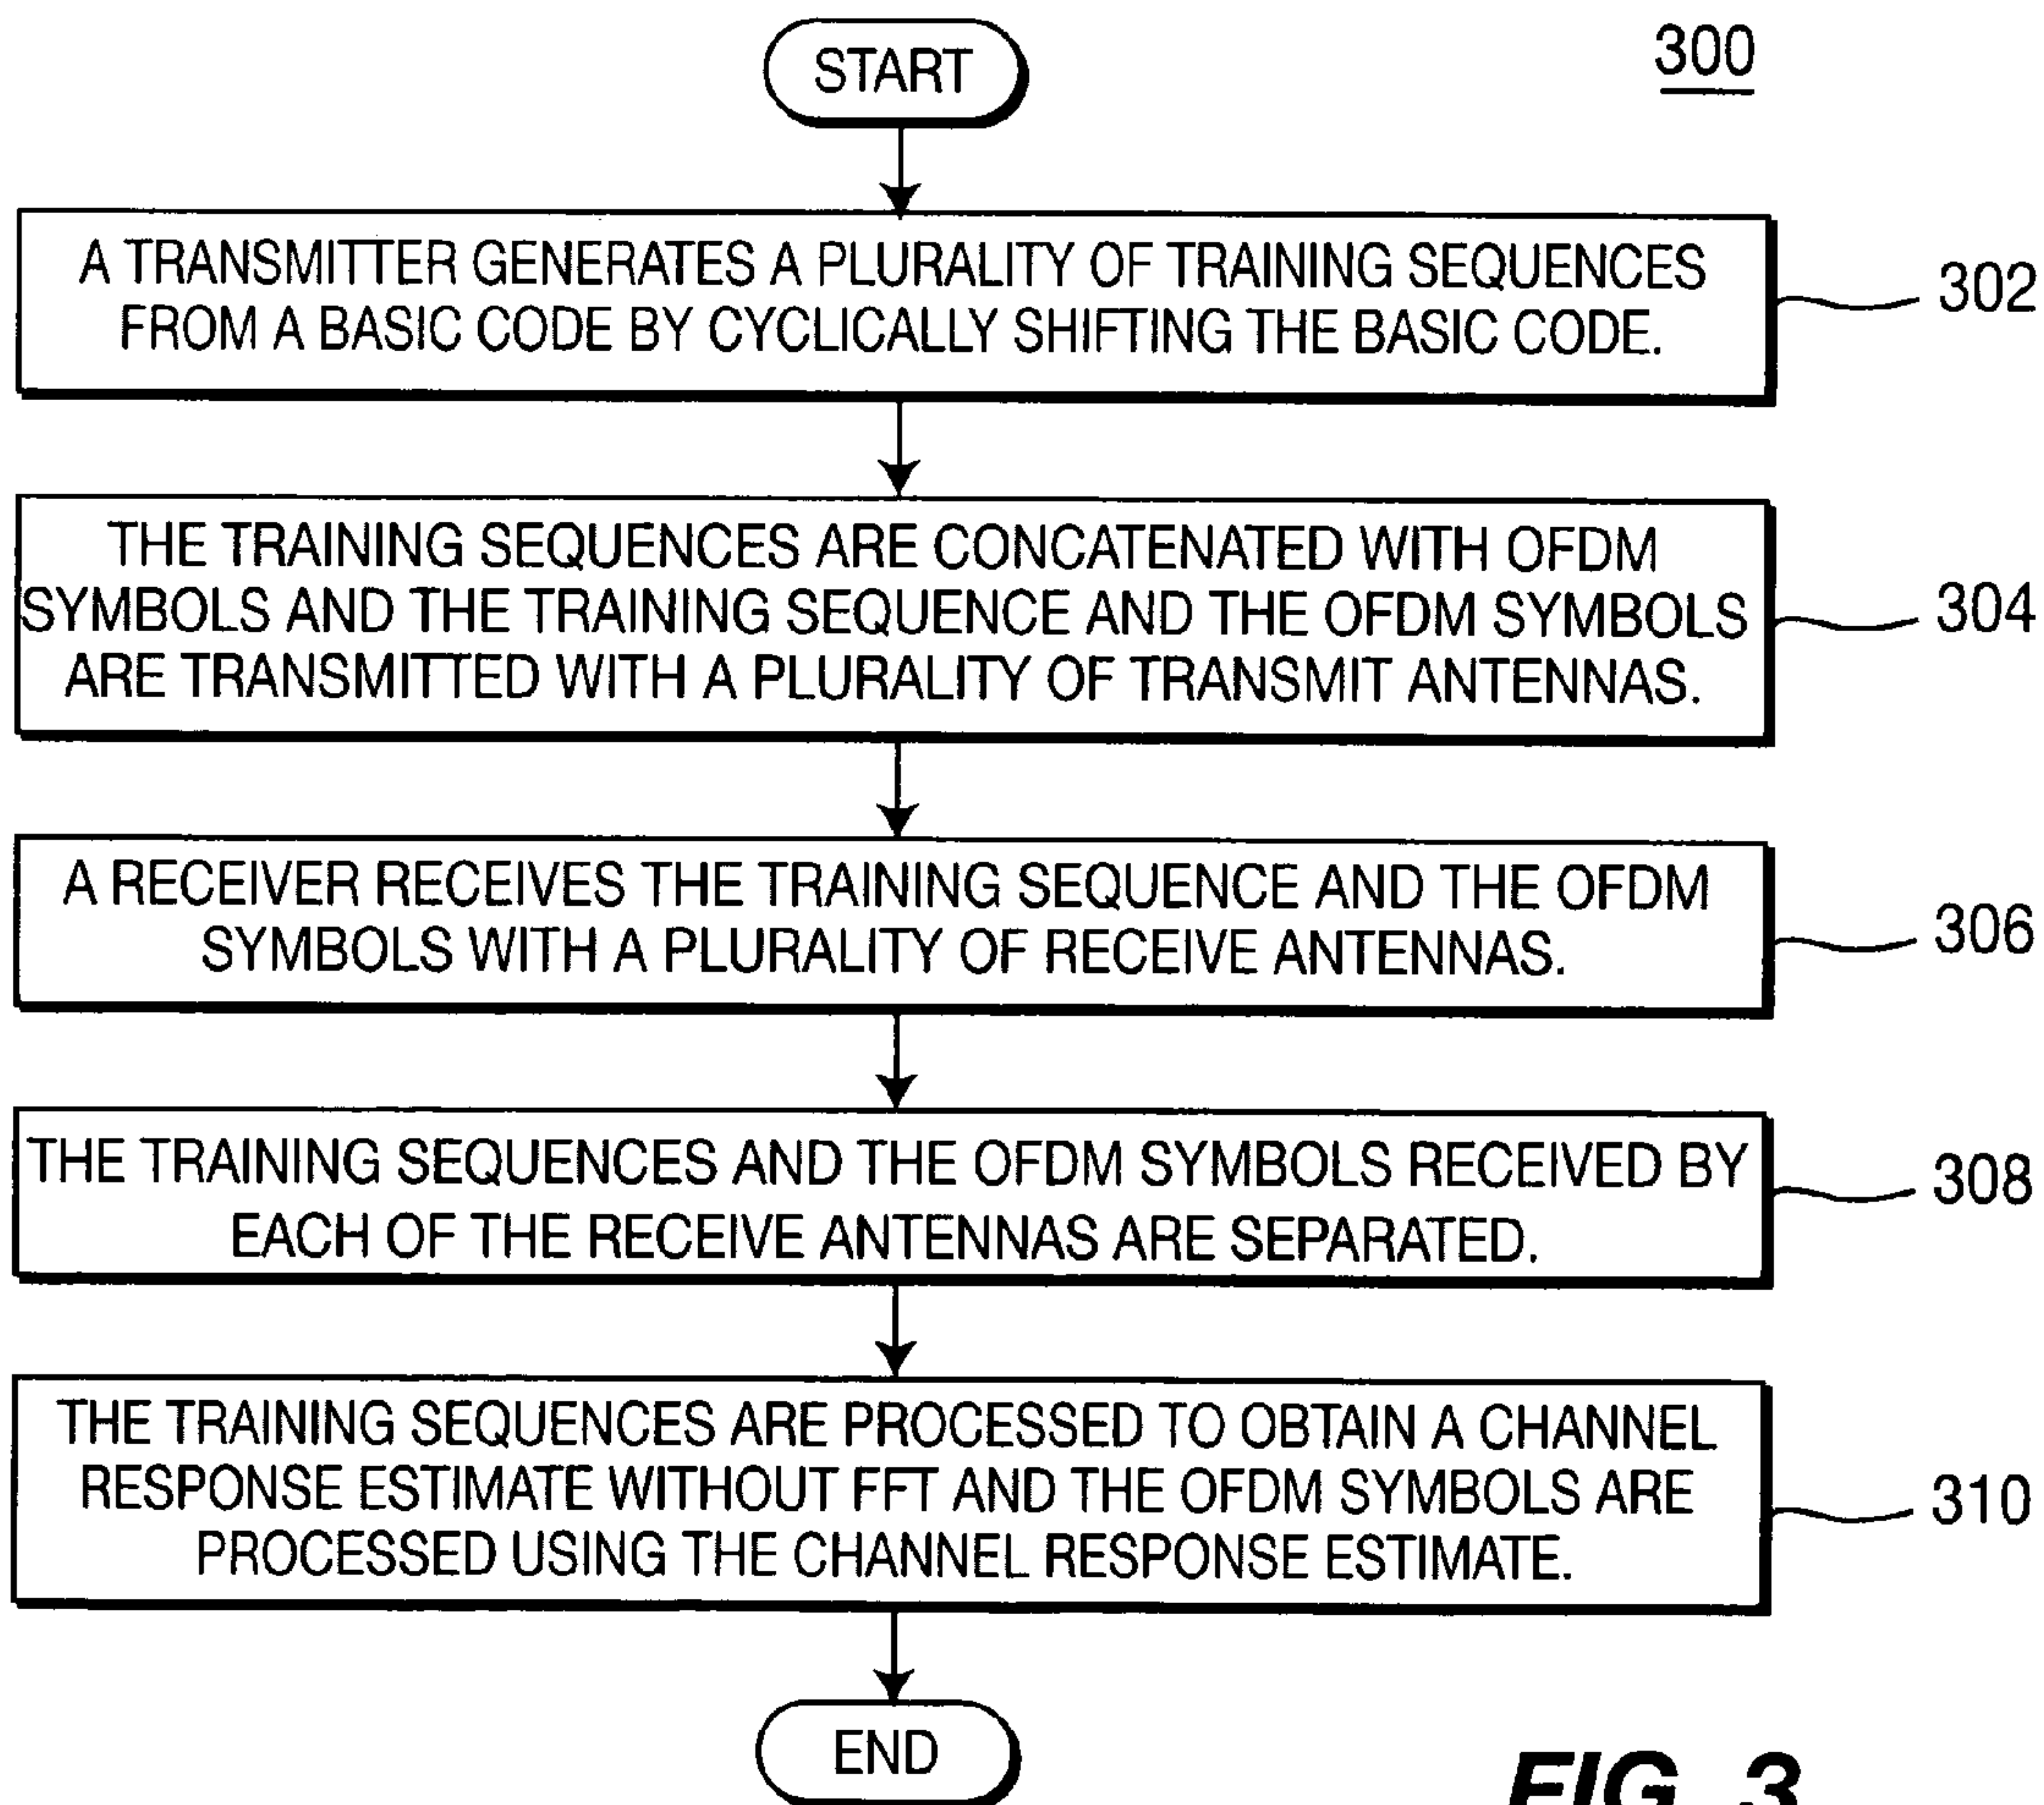 START
300
A TRANSMITTER GENERATES A PLURALITY OF TRAINING SEQUENCES
FROM A BASIC CODE BY CYCLICALLY SHIFTING THE BASIC CODE.
302
THE TRAINING SEQUENCES ARE CONCATENATED WITH OFDM
SYMBOLS AND THE TRAINING SEQUENCE AND THE OFDM SYMBOLS
ARE TRANSMITTED WITH A PLURALITY OF TRANSMIT ANTENNAS.
304
A RECEIVER RECEIVES THE TRAINING SEQUENCE AND THE OFDM
SYMBOLS WITH A PLURALITY OF RECEIVE ANTENNAS.
306
THE TRAINING SEQUENCES AND THE OFDM SYMBOLS RECEIVED BY
EACH OF THE RECEIVE ANTENNAS ARE SEPARATED.
308
THE TRAINING SEQUENCES ARE PROCESSED TO OBTAIN A CHANNEL
RESPONSE ESTIMATE WITHOUT FFT AND THE OFDM SYMBOLS ARE
PROCESSED USING THE CHANNEL RESPONSE ESTIMATE.
310
END
FIG. 3